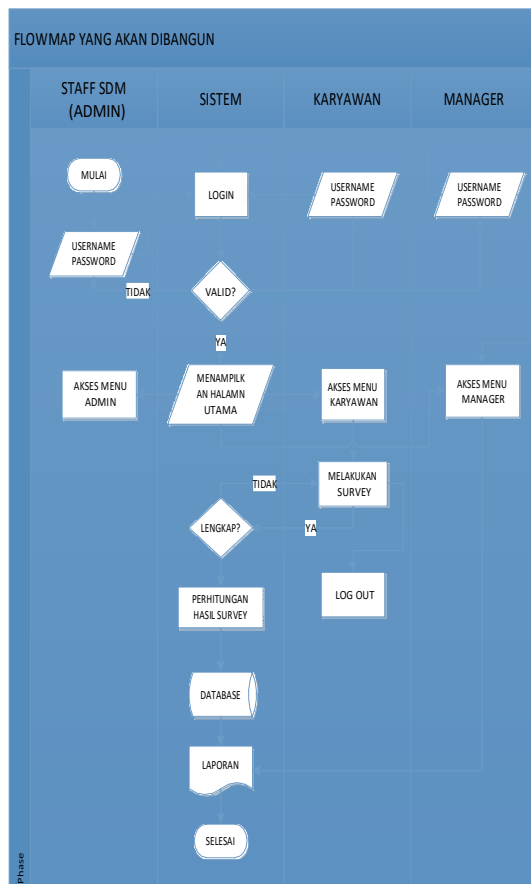 FLOWMAP YANG AKAN DIBANGUN
STAFF SDM
(ADMIN)
SISTEM
KARYAWAN
MANAGER
MULAI
LOGIN
USERNAME
PASSWORD
USERNAME
PASSWORD
USERNAME
PASSWORD
TIDAK
VALID?
YA
AKSES MENU
ADMIN
MENAMPILK
AN HALAMN
UTAMA
AKSES MENU
KARYAWAN
AKSES MENU
MANAGER
TIDAK
MELAKUKAN
SURVEY
LENGKAP?
YA
PERHITUNGAN
HASIL SURVEY
LOG OUT
DATABASE
LAPORAN
SELESAI
Phase